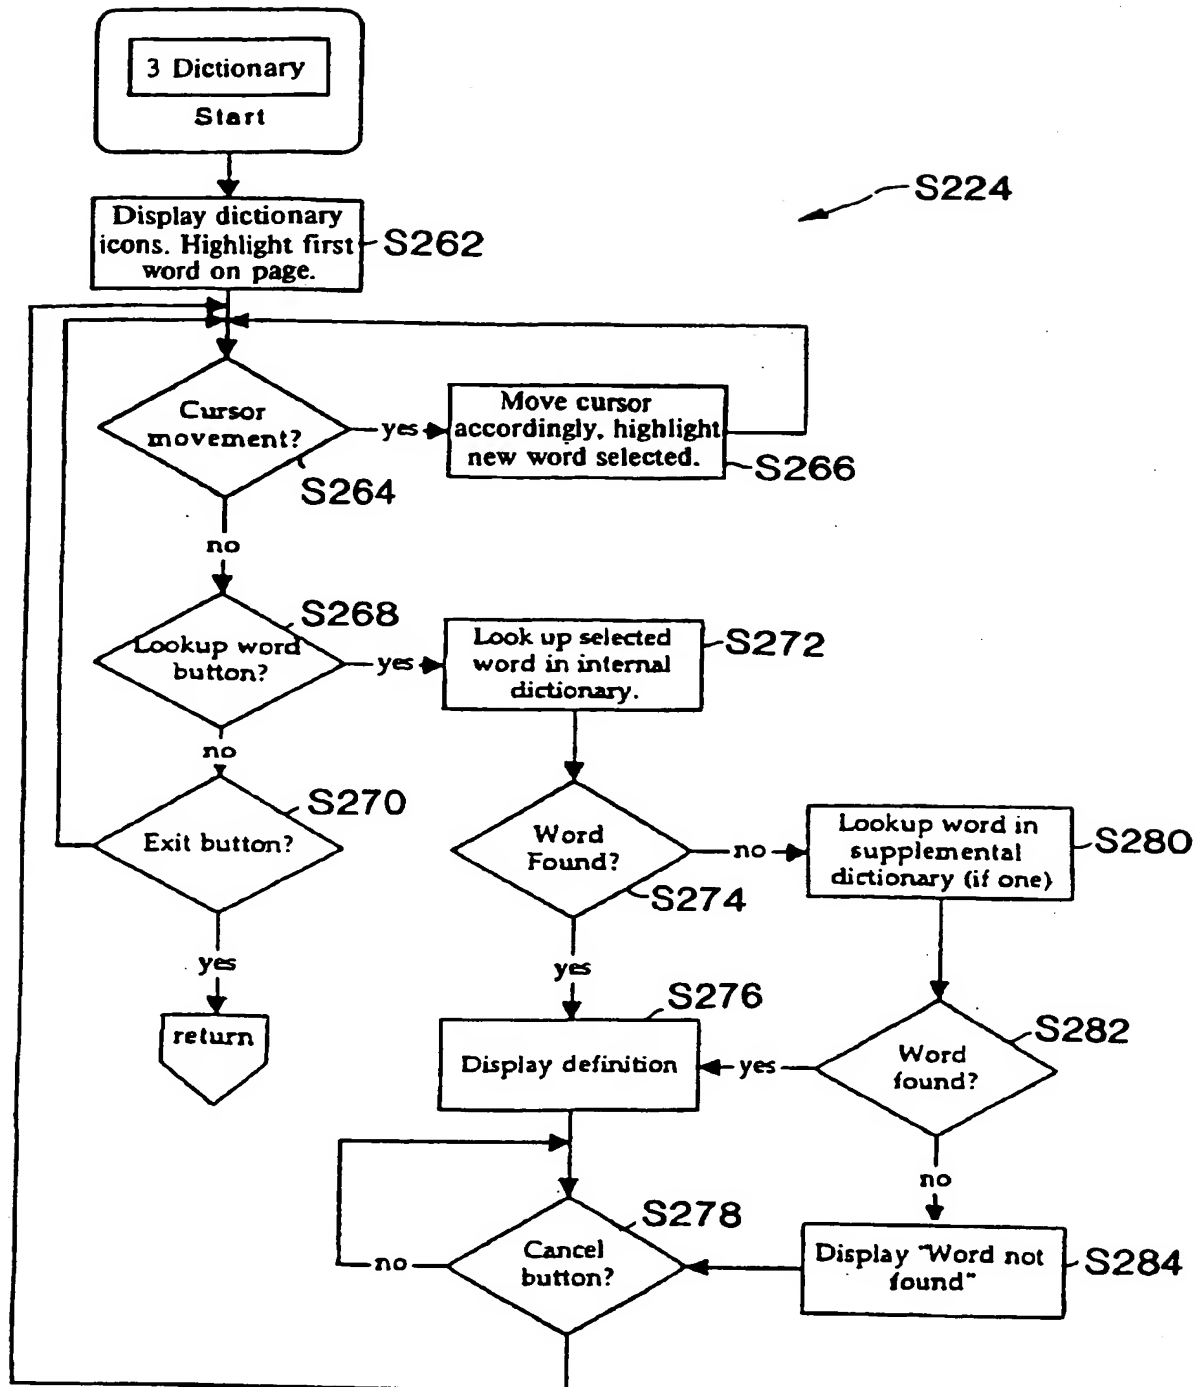 3 Dictionary
Start
S224
Display dictionary
icons. Highlight first
word on page.
S262
Cursor
movement?
S264
yes
Move cursor
accordingly, highlight
new word selected.
S266
no
Lookup word
button?
S268
yes
Look up selected
word in internal
dictionary.
S272
no
Exit button?
S270
Word
Found?
S274
no
Lookup word in
supplemental
dictionary (if one)
S280
yes
return
yes
Display definition
S276
yes
Word
found?
S282
no
Cancel
button?
S278
no
Display "Word not
found"
S284